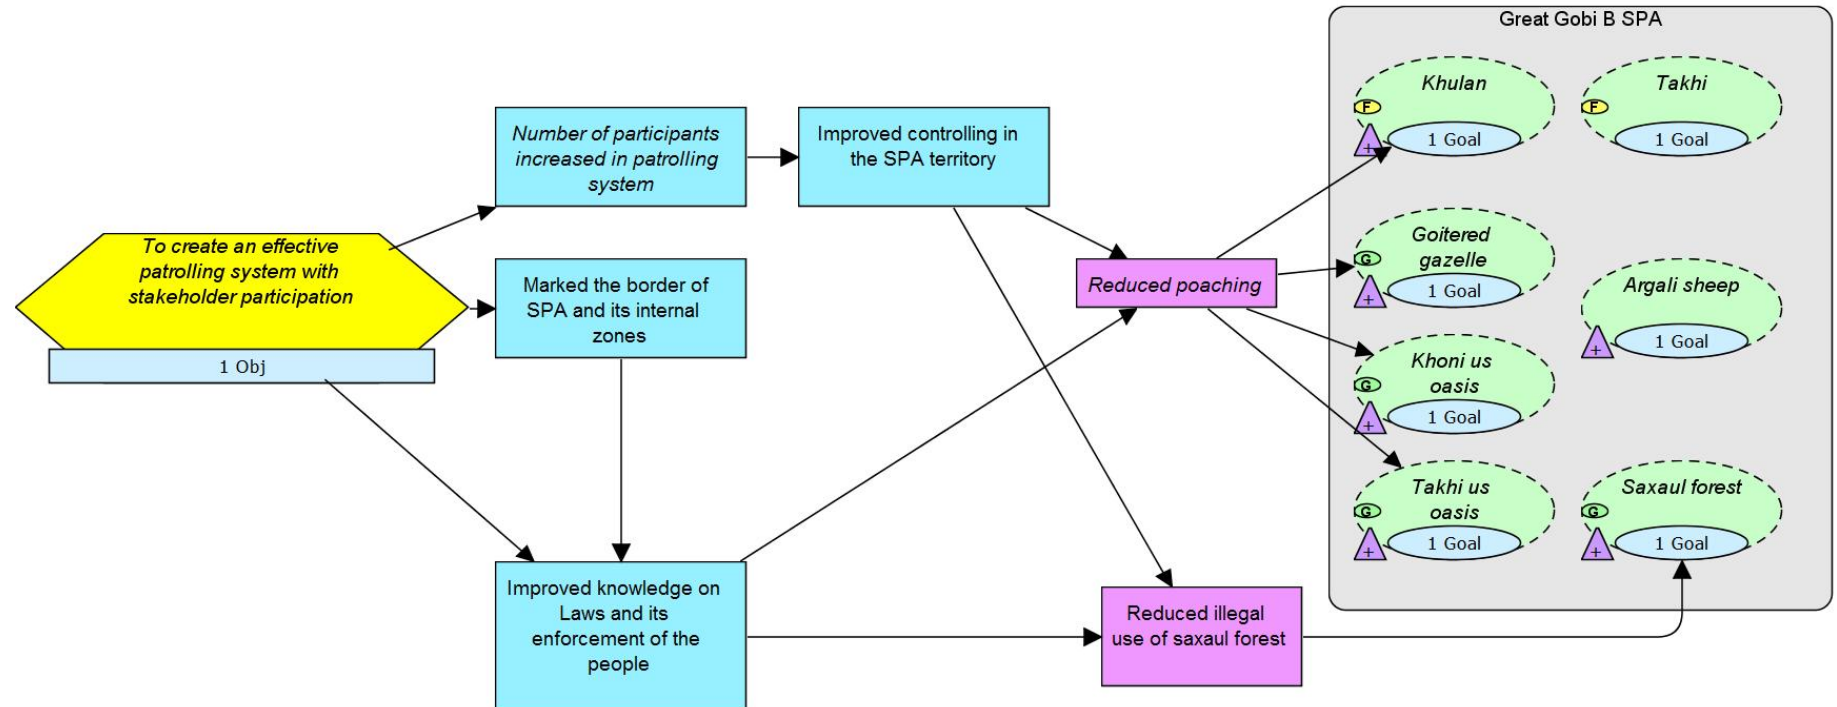 Great Gobi B SPA
To create an effective
patrolling system with
stakeholder participation
1 Obj
Number of participants
increased in patrolling
system
Improved controlling in
the SPA territory
Marked the border of
SPA and its internal
zones
Improved knowledge on
Laws and its
enforcement of the
people
Reduced poaching
Reduced illegal
use of saxaul forest
Khulan
F
+
1 Goal
Takhi
F
1 Goal
Goitered
gazelle
G
+
1 Goal
Argali sheep
+
1 Goal
Khoni us
oasis
G
+
1 Goal
Takhi us
oasis
G
+
1 Goal
Saxaul forest
G
+
1 Goal